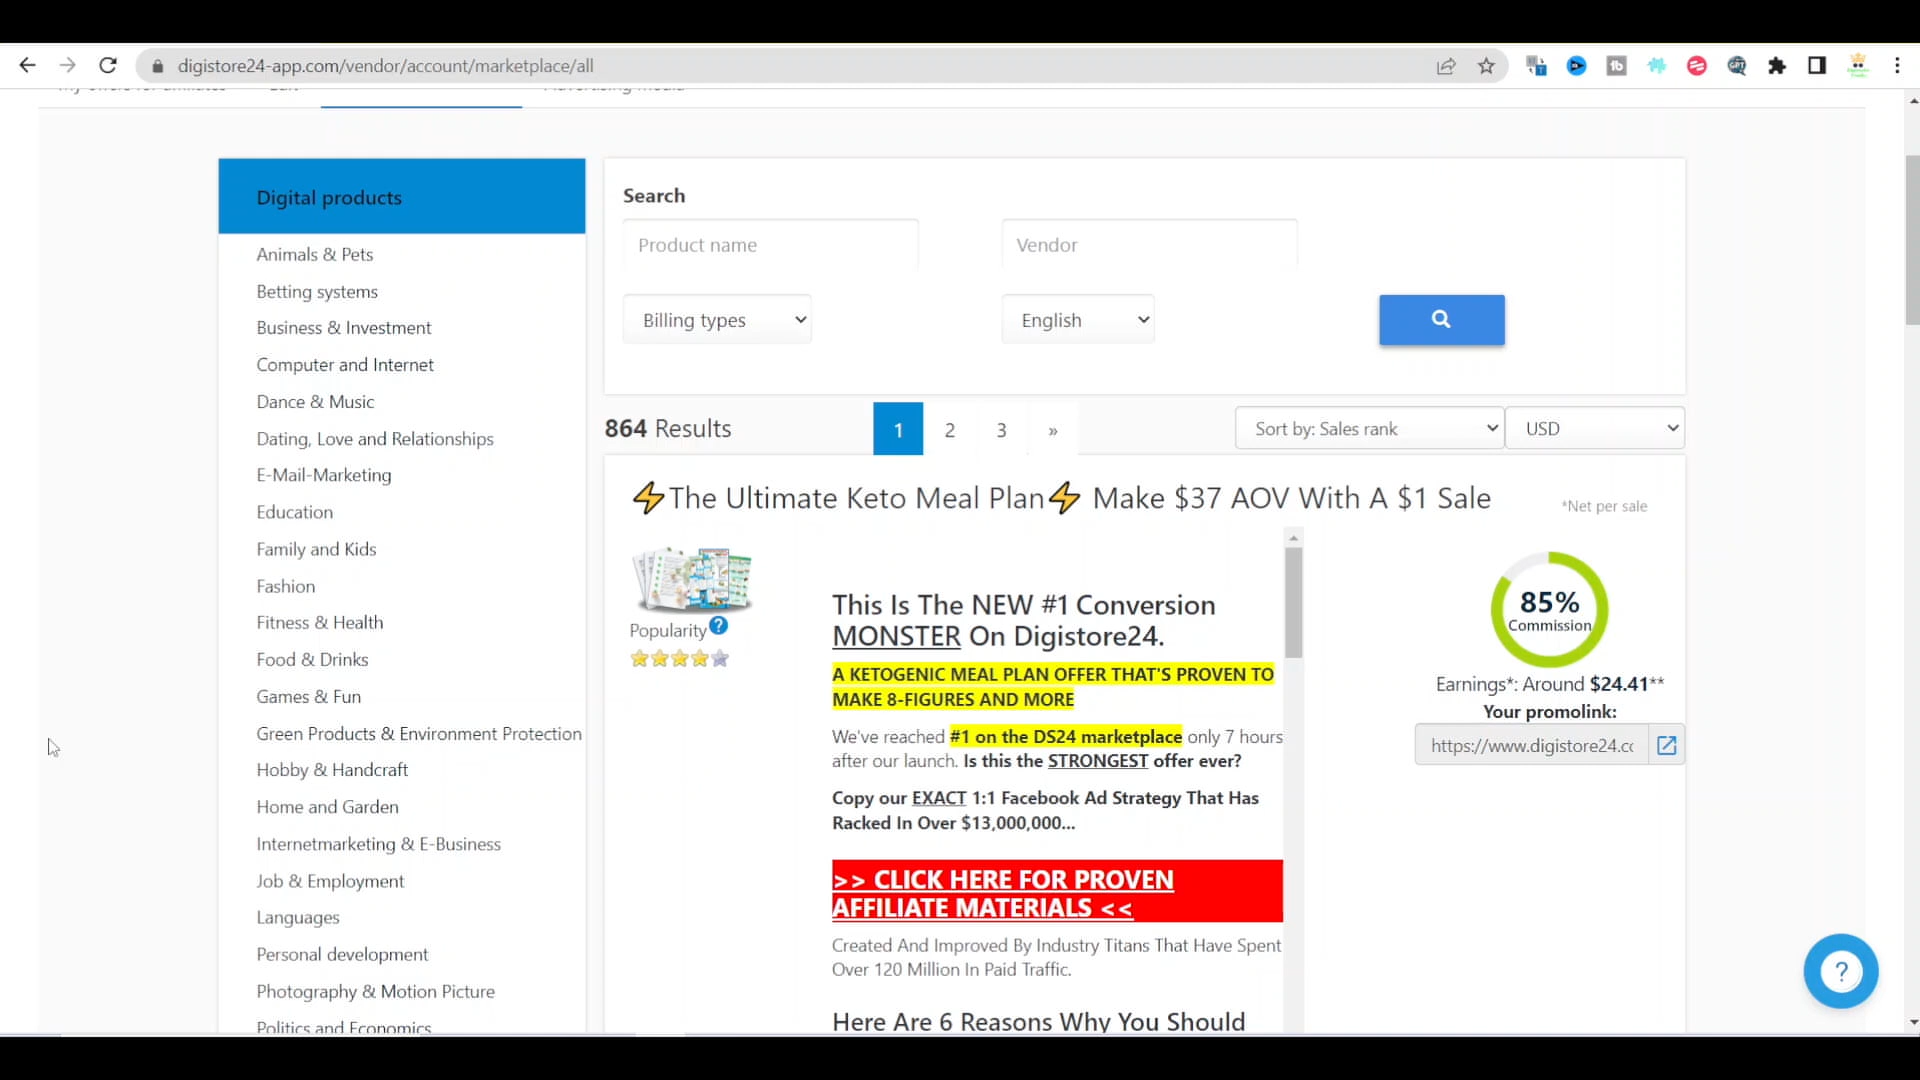 digistore24-app.com/vendor/account/marketplace/all
My offers for affiliates
Advertising media
Digital products
Animals & Pets
Betting systems
Business & Investment
Computer and Internet
Dance & Music
Dating, Love and Relationships
E-Mail-Marketing
Education
Family and Kids
Fashion
Fitness & Health
Food & Drinks
Games & Fun
Green Products & Environment Protection
Hobby & Handcraft
Home and Garden
Internetmarketing & E-Business
Job & Employment
Languages
Personal development
Photography & Motion Picture
Politics and Economics
Search
Product name
Vendor
Billing types
English
864 Results
1 2 3 »
Sort by: Sales rank
USD
⚡The Ultimate Keto Meal Plan⚡ Make $37 AOV With A $1 Sale
*Net per sale
Popularity ?
This Is The NEW #1 Conversion
MONSTER On Digistore24.
A KETOGENIC MEAL PLAN OFFER THAT'S PROVEN TO
MAKE 8-FIGURES AND MORE
We've reached #1 on the DS24 marketplace only 7 hours
after our launch. Is this the STRONGEST offer ever?
Copy our EXACT 1:1 Facebook Ad Strategy That Has
Racked In Over $13,000,000...
>> CLICK HERE FOR PROVEN
AFFILIATE MATERIALS <<
Created And Improved By Industry Titans That Have Spent
Over 120 Million In Paid Traffic.
Here Are 6 Reasons Why You Should
85%
Commission
Earnings*: Around $24.41**
Your promolink:
https://www.digistore24.cc
?